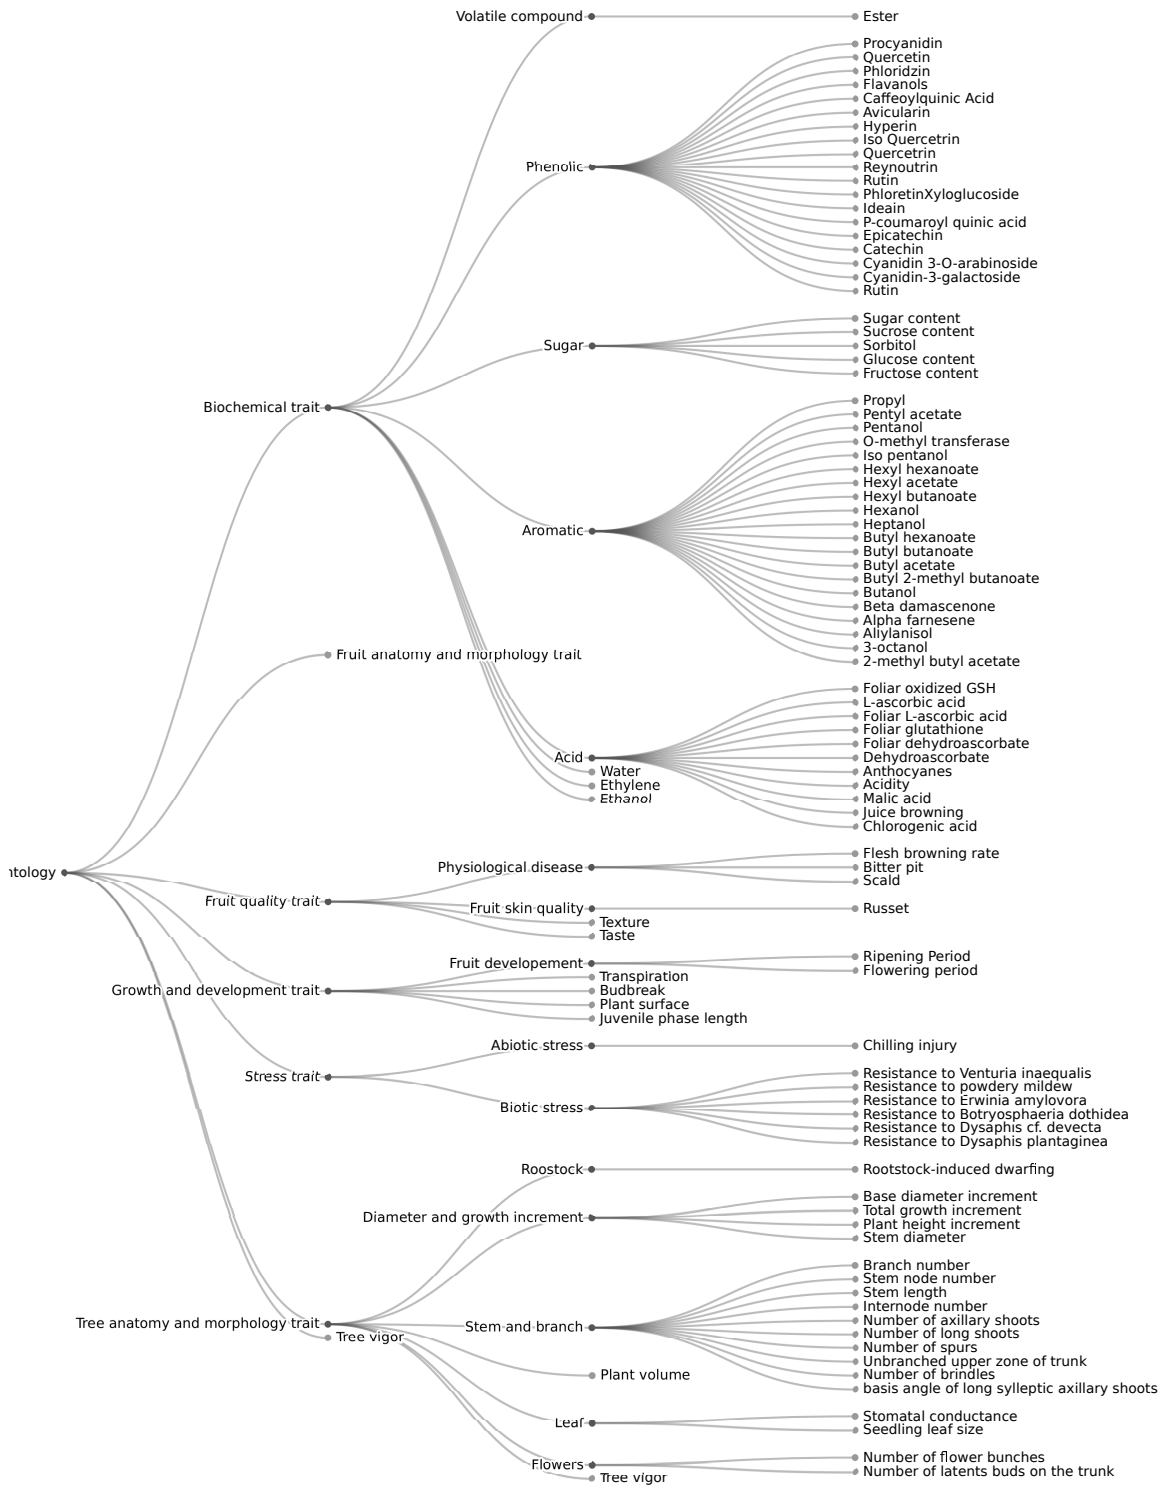 Volatile compound
Ester
Procyanidin
Quercetin
Phloridzin
Flavanols
Caffeoylquinic Acid
Avicularin
Hyperin
Iso Quercetrin
Quercetrin
Phenolic
Reynoutrin
Rutin
PhloretinXyloglucoside
Ideain
P-coumaroyl quinic acid
Epicatechin
Catechin
Cyanidin 3-O-arabinoside
Cyanidin-3-galactoside
Rutin
Sugar content
Sucrose content
Sugar
Sorbitol
Glucose content
Fructose content
Biochemical trait
Propyl
Pentyl acetate
Pentanol
O-methyl transferase
Iso pentanol
Hexyl hexanoate
Hexyl acetate
Hexyl butanoate
Hexanol
Heptanol
Aromatic
Butyl hexanoate
Butyl butanoate
Butyl acetate
Butyl 2-methyl butanoate
Butanol
Beta damascenone
Alpha farnesene
Aliylanisol
3-octanol
2-methyl butyl acetate
Fruit anatomy and morphology trait
Foliar oxidized GSH
L-ascorbic acid
Foliar L-ascorbic acid
Foliar glutathione
Foliar dehydroascorbate
Acid
Dehydroascorbate
Water
Anthocyanes
Ethylene
Acidity
Ethanol
Malic acid
Juice browning
Chlorogenic acid
ntology
Physiological disease
Flesh browning rate
Bitter pit
Scald
Fruit quality trait
Fruit skin quality
Russet
Texture
Taste
Fruit developement
Ripening Period
Flowering period
Transpiration
Growth and development trait
Budbreak
Plant surface
Juvenile phase length
Abiotic stress
Chilling injury
Stress trait
Biotic stress
Resistance to Venturia inaequalis
Resistance to powdery mildew
Resistance to Erwinia amylovora
Resistance to Botryosphaeria dothidea
Resistance to Dysaphis cf. devecta
Resistance to Dysaphis plantaginea
Roostock
Rootstock-induced dwarfing
Diameter and growth increment
Base diameter increment
Total growth increment
Plant height increment
Stem diameter
Tree anatomy and morphology trait
Tree vigor
Stem and branch
Branch number
Stem node number
Stem length
Internode number
Number of axillary shoots
Number of long shoots
Number of spurs
Unbranched upper zone of trunk
Number of brindles
basis angle of long sylleptic axillary shoots
Plant volume
Leaf
Stomatal conductance
Seedling leaf size
Flowers
Number of flower bunches
Number of latents buds on the trunk
Tree vigor